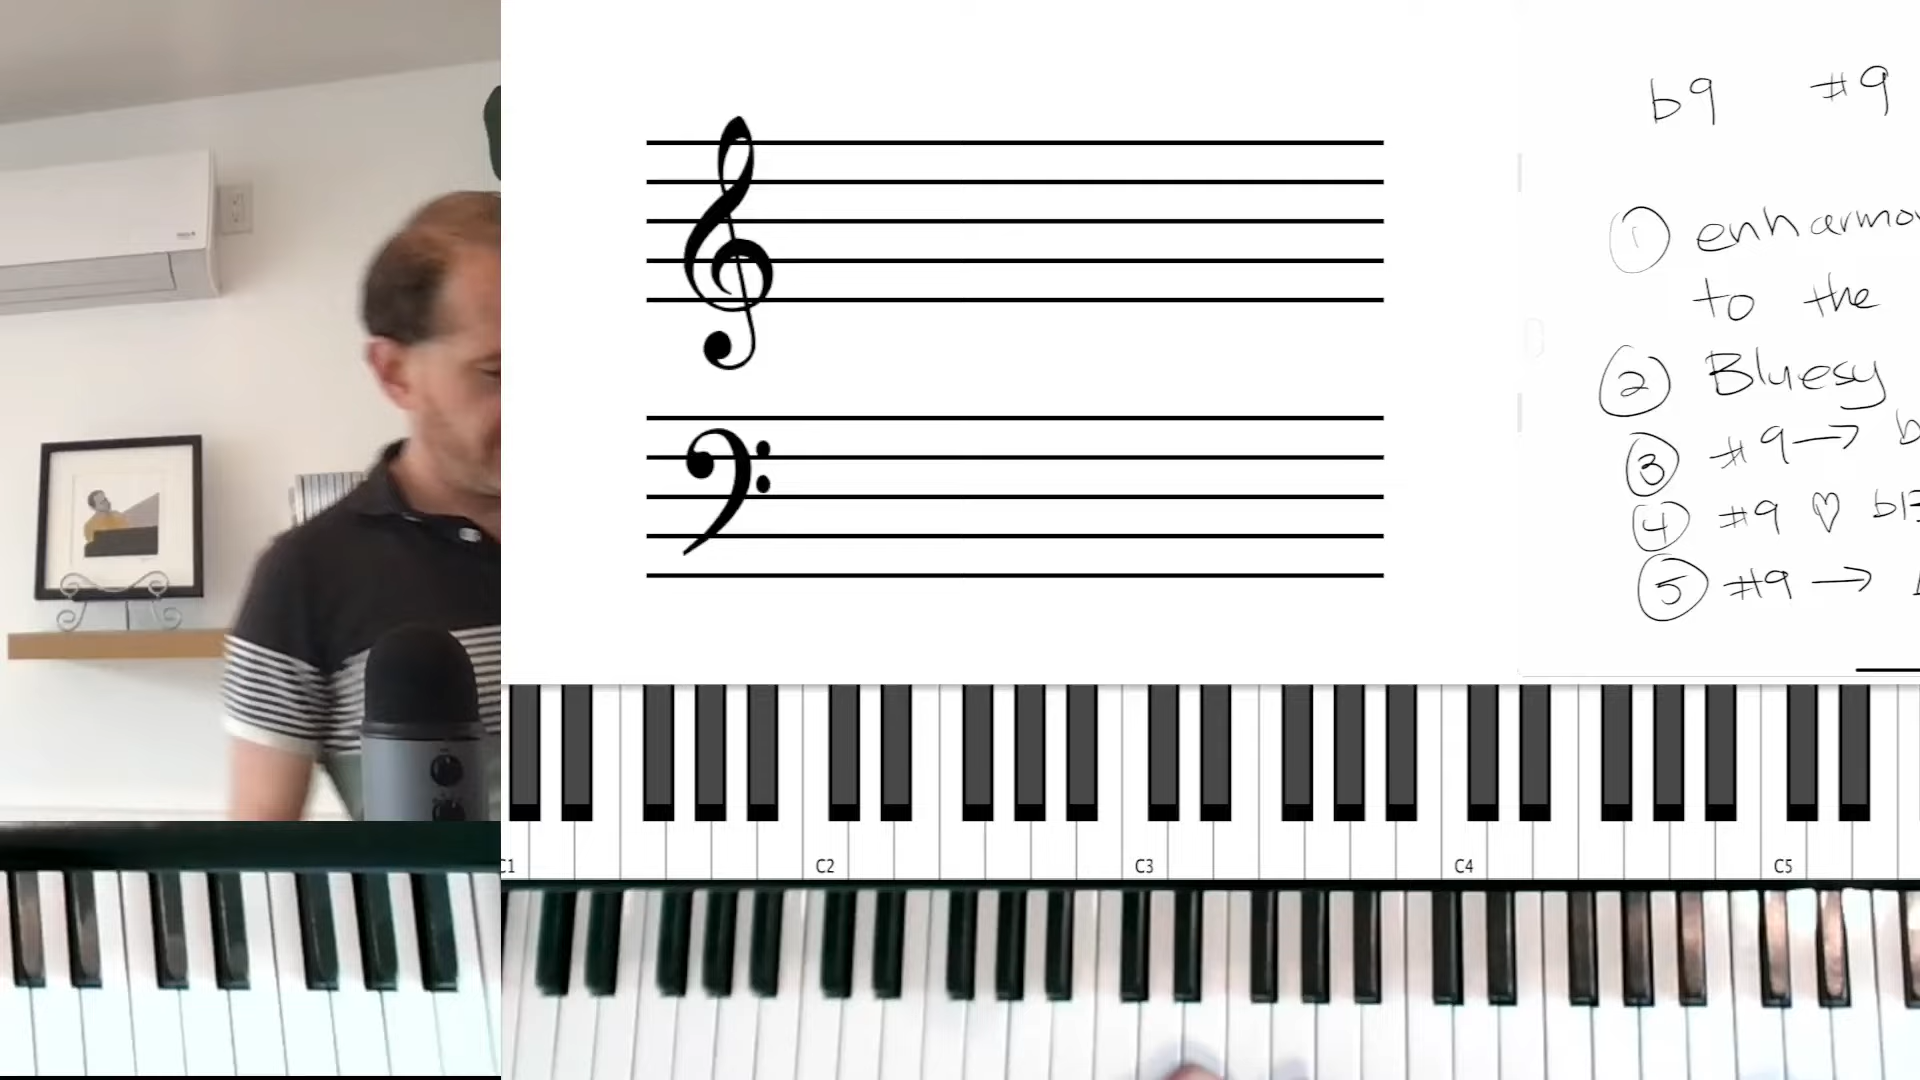 b9 #9
① enharmo
to the
② Bluesy
③ #9 → b
④ #9 ♡ b13
⑤ #9 →
C1 C2 C3 C4 C5